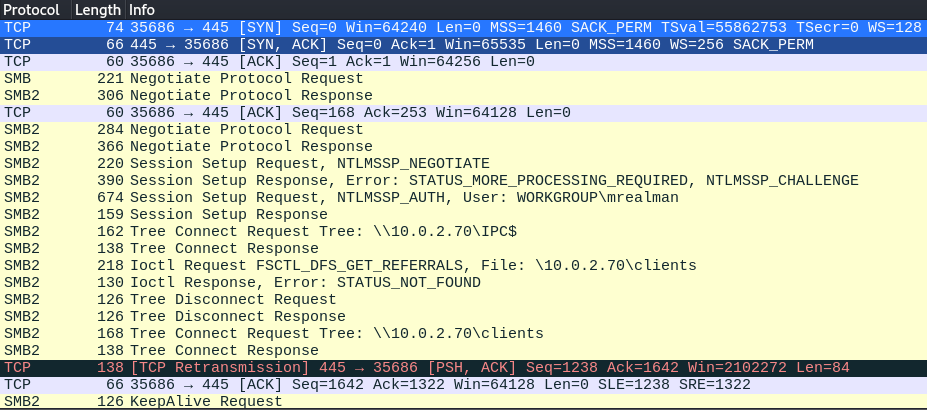 Protocol Length Info
TCP 74 35686 → 445 [SYN] Seq=0 Win=64240 Len=0 MSS=1460 SACK_PERM TSval=55862753 TSecr=0 WS=128
TCP 66 445 → 35686 [SYN, ACK] Seq=0 Ack=1 Win=65535 Len=0 MSS=1460 WS=256 SACK_PERM
TCP 60 35686 → 445 [ACK] Seq=1 Ack=1 Win=64256 Len=0
SMB 221 Negotiate Protocol Request
SMB2 306 Negotiate Protocol Response
TCP 60 35686 → 445 [ACK] Seq=168 Ack=253 Win=64128 Len=0
SMB2 284 Negotiate Protocol Request
SMB2 366 Negotiate Protocol Response
SMB2 220 Session Setup Request, NTLMSSP_NEGOTIATE
SMB2 390 Session Setup Response, Error: STATUS_MORE_PROCESSING_REQUIRED, NTLMSSP_CHALLENGE
SMB2 674 Session Setup Request, NTLMSSP_AUTH, User: WORKGROUP\mrealman
SMB2 159 Session Setup Response
SMB2 162 Tree Connect Request Tree: \\10.0.2.70\IPC$
SMB2 138 Tree Connect Response
SMB2 218 Ioctl Request FSCTL_DFS_GET_REFERRALS, File: \10.0.2.70\clients
SMB2 130 Ioctl Response, Error: STATUS_NOT_FOUND
SMB2 126 Tree Disconnect Request
SMB2 126 Tree Disconnect Response
SMB2 168 Tree Connect Request Tree: \\10.0.2.70\clients
SMB2 138 Tree Connect Response
TCP 138 [TCP Retransmission] 445 → 35686 [PSH, ACK] Seq=1238 Ack=1642 Win=2102272 Len=84
TCP 66 35686 → 445 [ACK] Seq=1642 Ack=1322 Win=64128 Len=0 SLE=1238 SRE=1322
SMB2 126 KeepAlive Request